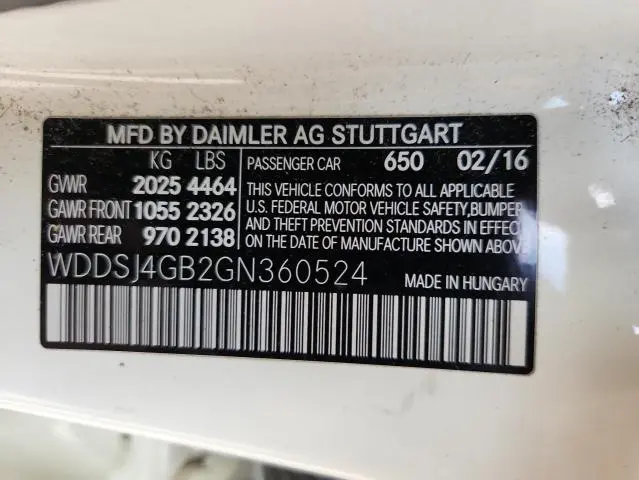 MFD BY DAIMLER AG STUTTGART
KG LBS
GVWR 2025 4464
GAWR FRONT 1055 2326
GAWR REAR 970 2138
PASSENGER CAR 650 02/16
THIS VEHICLE CONFORMS TO ALL APPLICABLE
U.S. FEDERAL MOTOR VEHICLE SAFETY,BUMPER
AND THEFT PREVENTION STANDARDS IN EFFECT
ON THE DATE OF MANUFACTURE SHOWN ABOVE
WDDSJ4GB2GN360524
MADE IN HUNGARY